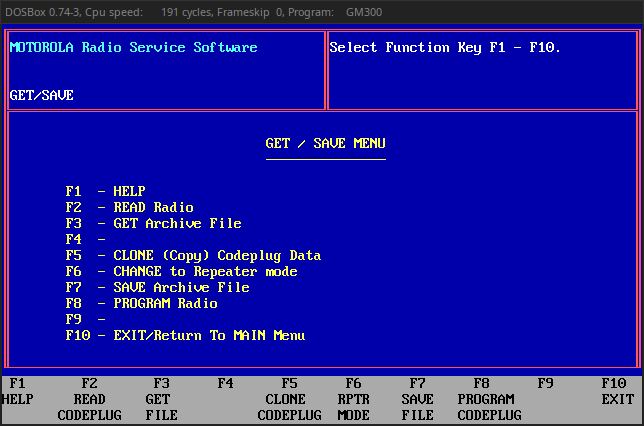 DOSBox 0.74-3, Cpu speed: 191 cycles, Frameskip 0, Program: GM300
MOTOROLA Radio Service Software
Select Function Key F1 - F10.
GET/SAVE
GET / SAVE MENU
F1 - HELP
F2 - READ Radio
F3 - GET Archive File
F4 -
F5 - CLONE (Copy) Codeplug Data
F6 - CHANGE to Repeater mode
F7 - SAVE Archive File
F8 - PROGRAM Radio
F9 -
F10 - EXIT/Return To MAIN Menu
F1 F2 F3 F4 F5 F6 F7 F8 F9 F10
HELP READ GET CLONE RPTR SAVE PROGRAM EXIT
CODEPLUG FILE CODEPLUG MODE FILE CODEPLUG